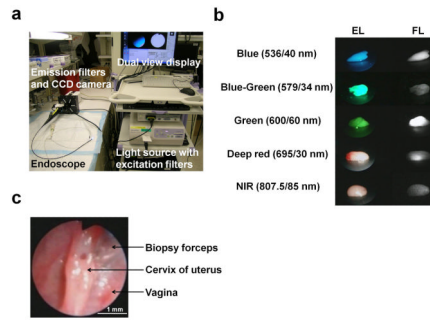 a
Emission filters
and CCD camera
Dual view display
Endoscope
Light source with
excitation filters
b
EL
FL
Blue (536/40 nm)
Blue-Green (579/34 nm)
Green (600/60 nm)
Deep red (695/30 nm)
NIR (807.5/85 nm)
c
Biopsy forceps
Cervix of uterus
Vagina
1 mm